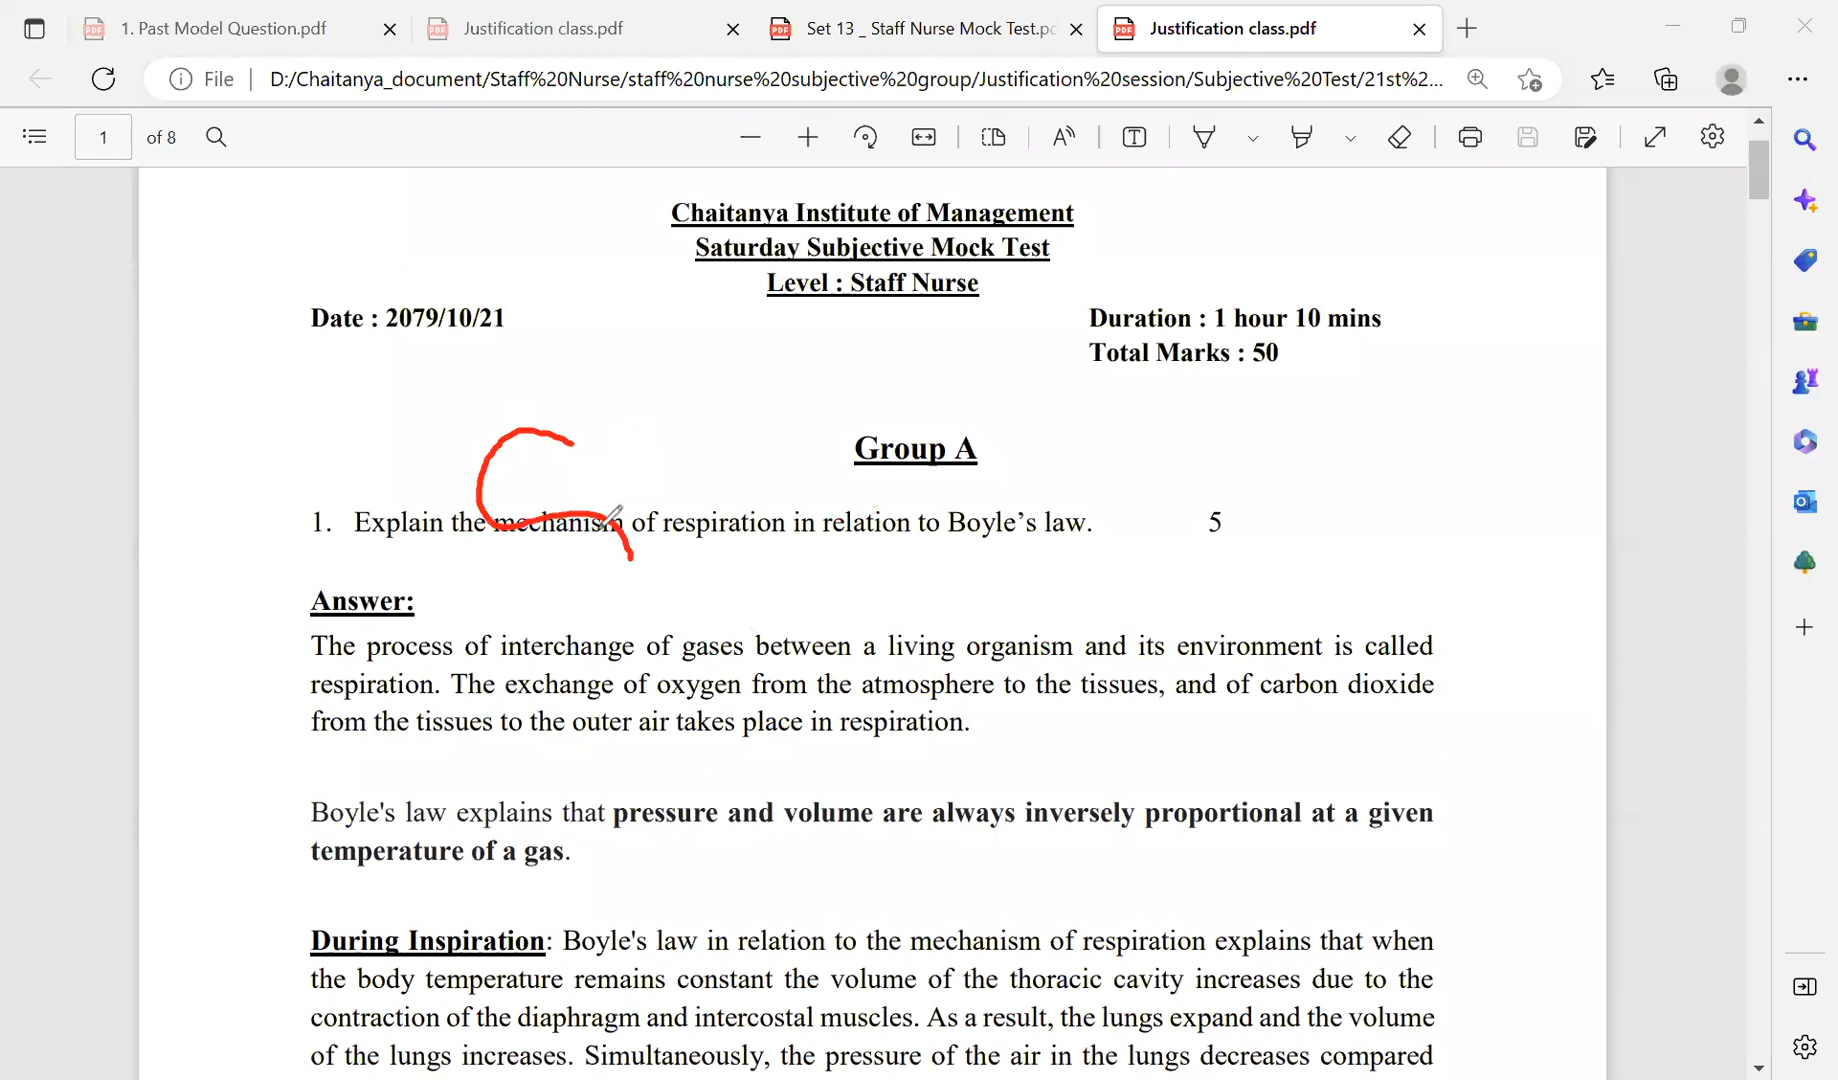 1. Past Model Question.pdf
Justification class.pdf
Set 13 _ Staff Nurse Mock Test.pc
Justification class.pdf
File
D:/Chaitanya_document/Staff%20Nurse/staff%20nurse%20subjective%20group/Justification%20session/Subjective%20Test/21st%2...
1 of 8
Chaitanya Institute of Management
Saturday Subjective Mock Test
Level : Staff Nurse
Date : 2079/10/21 Duration : 1 hour 10 mins
Total Marks : 50
Group A
1. Explain the mechanism of respiration in relation to Boyle’s law. 5
Answer:
The process of interchange of gases between a living organism and its environment is called
respiration. The exchange of oxygen from the atmosphere to the tissues, and of carbon dioxide
from the tissues to the outer air takes place in respiration.
Boyle's law explains that pressure and volume are always inversely proportional at a given
temperature of a gas.
During Inspiration: Boyle's law in relation to the mechanism of respiration explains that when
the body temperature remains constant the volume of the thoracic cavity increases due to the
contraction of the diaphragm and intercostal muscles. As a result, the lungs expand and the volume
of the lungs increases. Simultaneously, the pressure of the air in the lungs decreases compared